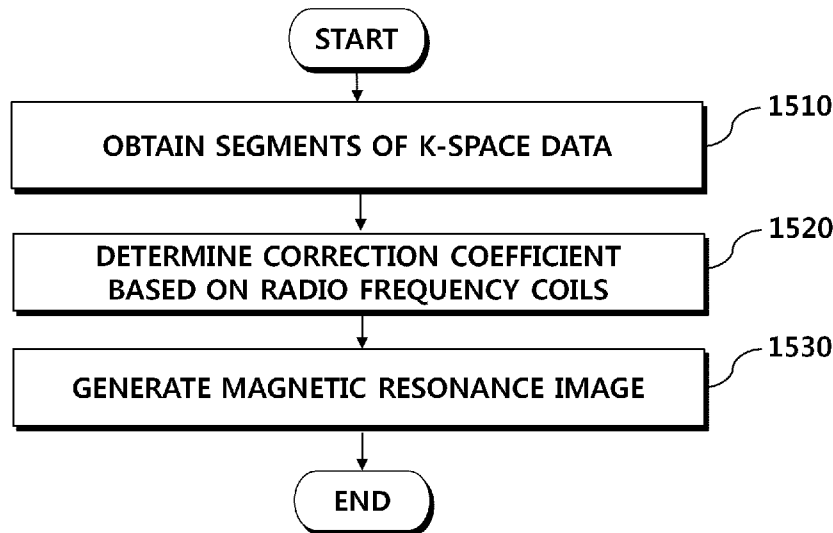 START
1510
OBTAIN SEGMENTS OF K-SPACE DATA
1520
DETERMINE CORRECTION COEFFICIENT
BASED ON RADIO FREQUENCY COILS
1530
GENERATE MAGNETIC RESONANCE IMAGE
END